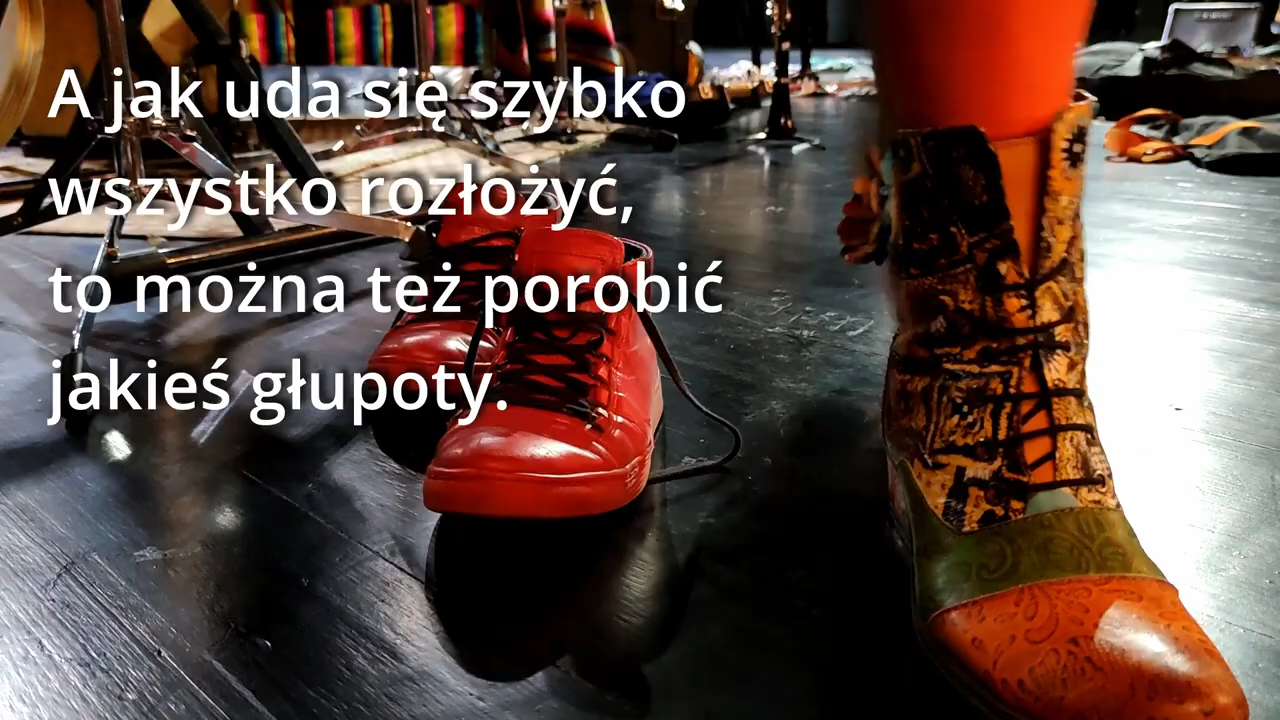 A jak uda się szybko
wszystko rozłożyć,
to można też porobić
jakieś głupoty.